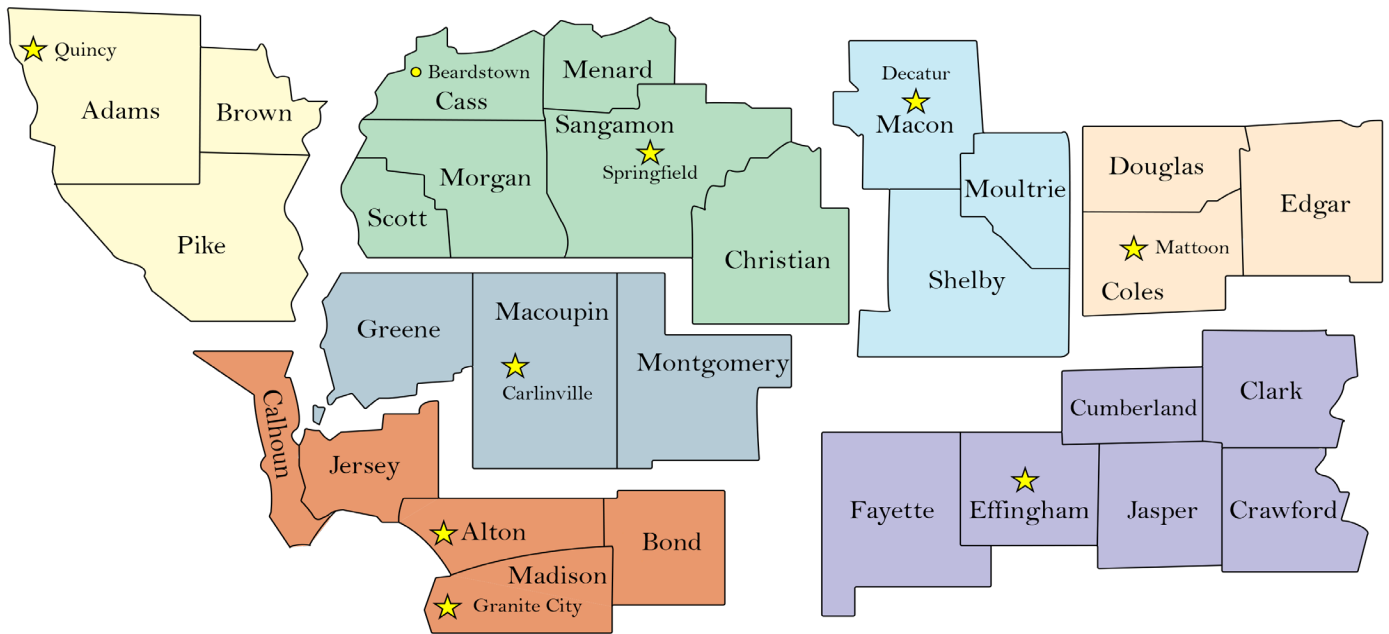 Quincy
Adams
Brown
Pike
Beardstown
Cass
Menard
Sangamon
Springfield
Morgan
Scott
Christian
Decatur
Macon
Moultrie
Shelby
Douglas
Edgar
Mattoon
Coles
Greene
Macoupin
Carlinville
Montgomery
Calhoun
Jersey
Alton
Bond
Madison
Granite City
Cumberland
Clark
Fayette
Effingham
Jasper
Crawford